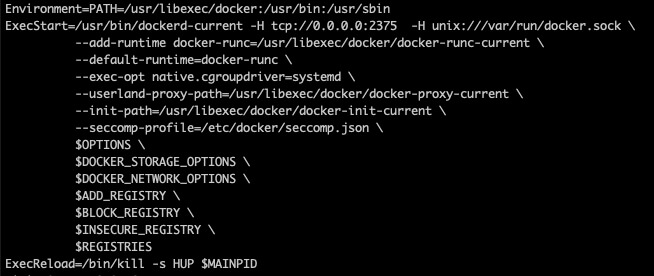 Environment=PATH=/usr/libexec/docker:/usr/bin:/usr/sbin
ExecStart=/usr/bin/dockerd-current -H tcp://0.0.0.0:2375  -H unix:///var/run/docker.sock \
          --add-runtime docker-runc=/usr/libexec/docker/docker-runc-current \
          --default-runtime=docker-runc \
          --exec-opt native.cgroupdriver=systemd \
          --userland-proxy-path=/usr/libexec/docker/docker-proxy-current \
          --init-path=/usr/libexec/docker/docker-init-current \
          --seccomp-profile=/etc/docker/seccomp.json \
          $OPTIONS \
          $DOCKER_STORAGE_OPTIONS \
          $DOCKER_NETWORK_OPTIONS \
          $ADD_REGISTRY \
          $BLOCK_REGISTRY \
          $INSECURE_REGISTRY \
          $REGISTRIES
ExecReload=/bin/kill -s HUP $MAINPID